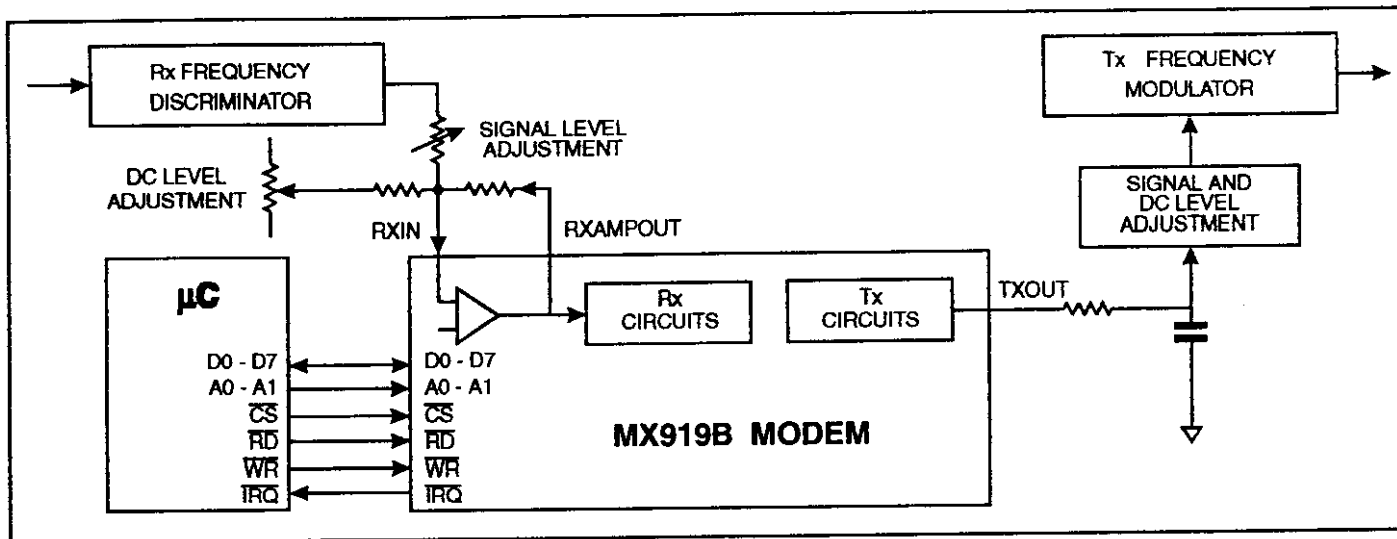 Rx FREQUENCY
DISCRIMINATOR
Tx FREQUENCY
MODULATOR
SIGNAL LEVEL
ADJUSTMENT
DC LEVEL
ADJUSTMENT
SIGNAL AND
DC LEVEL
ADJUSTMENT
RXIN
RXAMPOUT
µC
Rx
CIRCUITS
Tx
CIRCUITS
TXOUT
D0 - D7
A0 - A1
CS
RD
WR
IRQ
D0 - D7
A0 - A1
CS
RD
WR
IRQ
MX919B MODEM